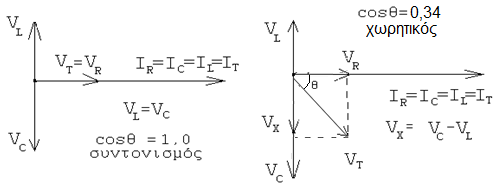 V_L
V_T=V_R
I_R=I_C=I_L=I_T
V_L=V_C
V_C
cosθ =1,0
συντονισμός
cosθ=0,34
χωρητικός
V_L
V_R
θ
I_R=I_C=I_L=I_T
V_X
V_X= V_C-V_L
V_C
V_T